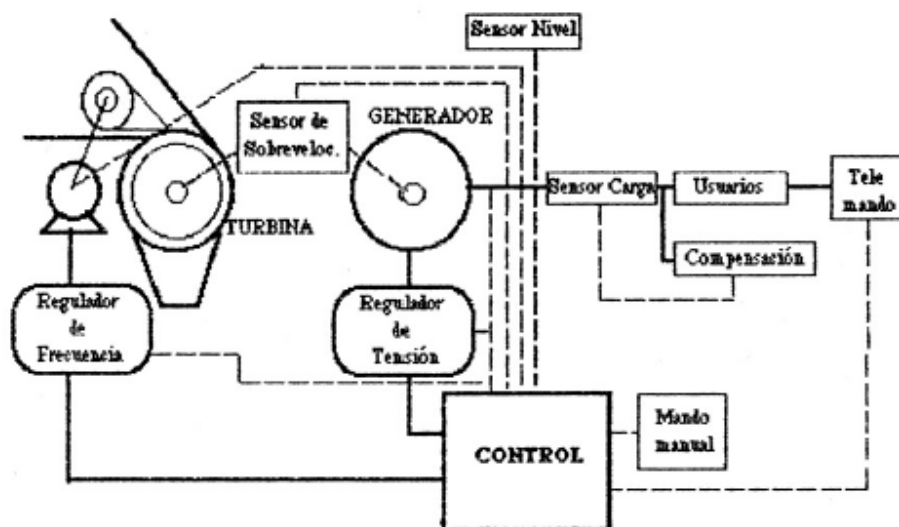 Sensor Nivel
GENERADOR
Sensor de
Sobreveloc.
TURBINA
Sensor Carga
Usuarios
Tele
mando
Compensación
Regulador
de
Frecuencia
Regulador
de
Tensión
CONTROL
Mando
manual